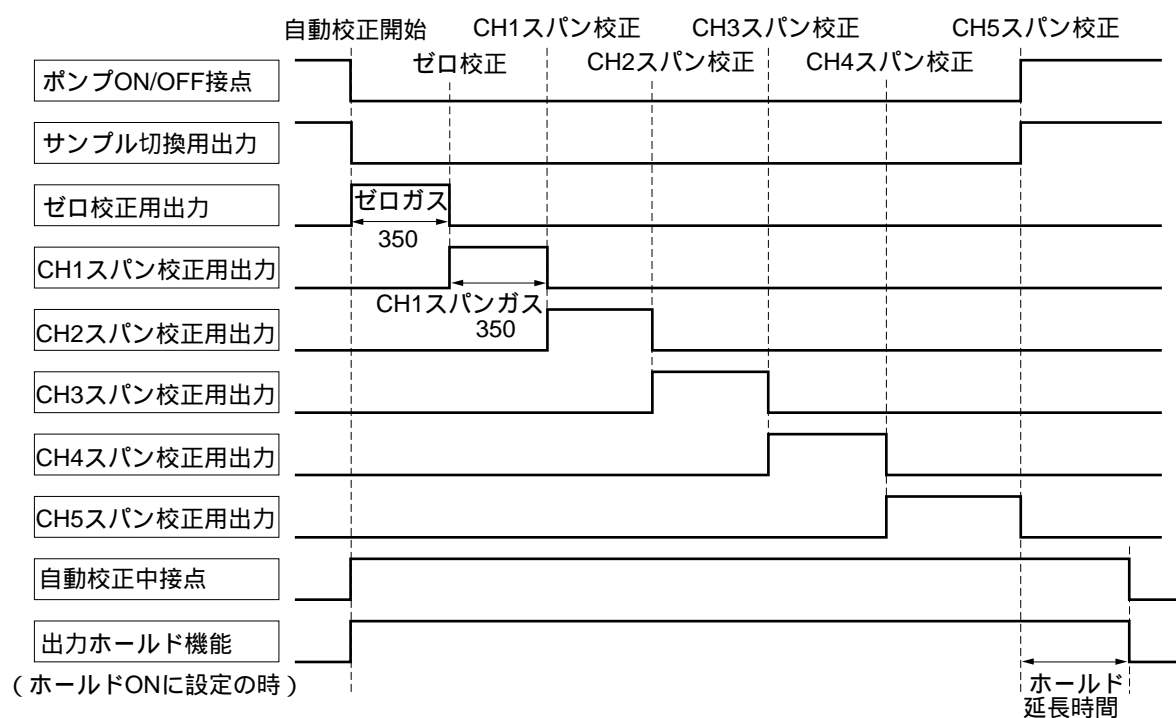 自動校正開始
CH1スパン校正
CH3スパン校正
CH5スパン校正
ゼロ校正
CH2スパン校正
CH4スパン校正
ポンプON/OFF接点
サンプル切換用出力
ゼロ校正用出力
ゼロガス
350
CH1スパン校正用出力
CH1スパンガス
350
CH2スパン校正用出力
CH3スパン校正用出力
CH4スパン校正用出力
CH5スパン校正用出力
自動校正中接点
出力ホールド機能
(ホールドONに設定の時)
ホールド
延長時間